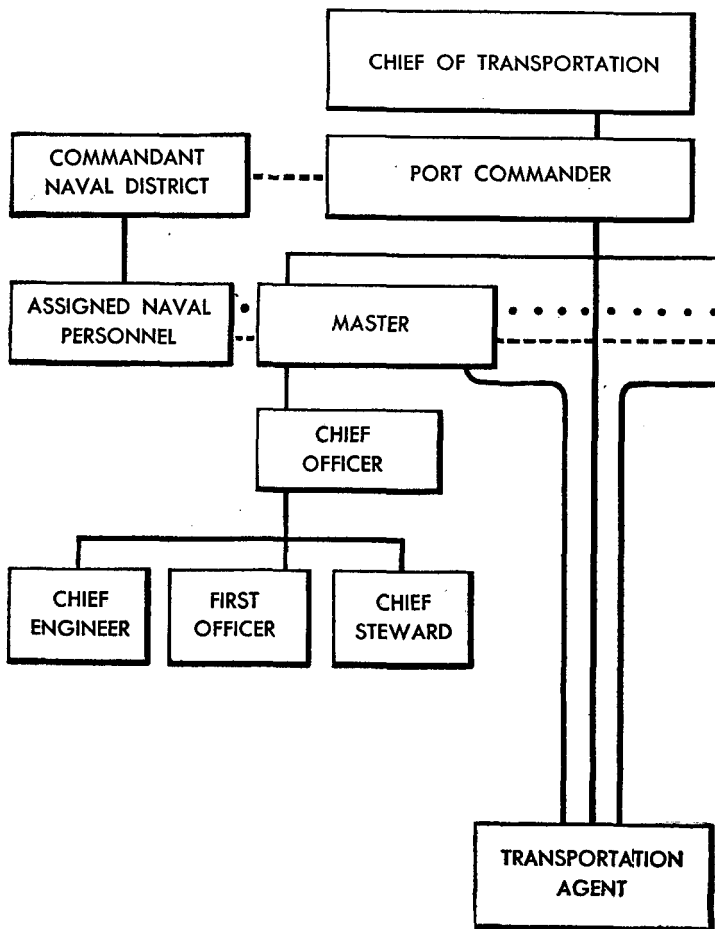 CHIEF OF TRANSPORTATION
COMMANDANT
NAVAL DISTRICT
PORT COMMANDER
ASSIGNED NAVAL
PERSONNEL
MASTER
CHIEF
OFFICER
CHIEF
ENGINEER
FIRST
OFFICER
CHIEF
STEWARD
TRANSPORTATION
AGENT